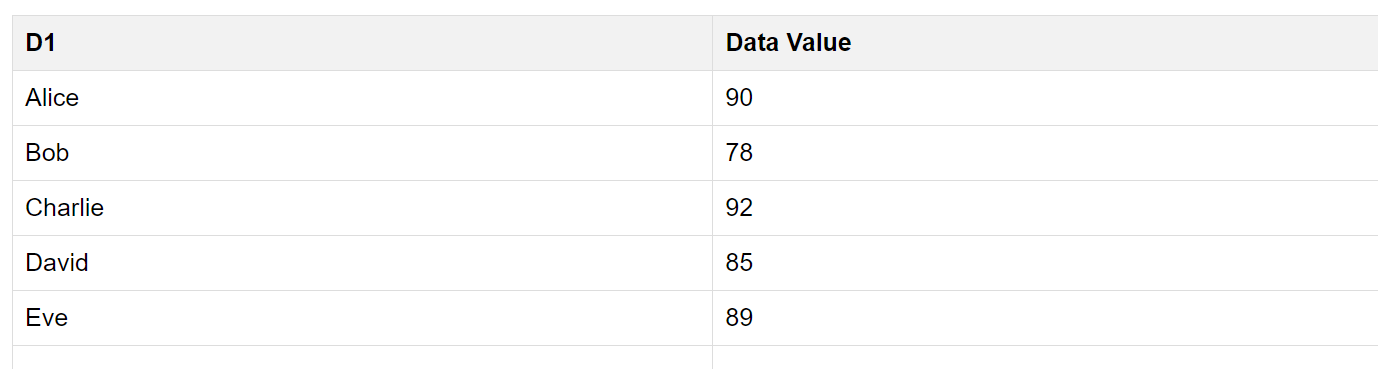 D1 Data Value
Alice 90
Bob 78
Charlie 92
David 85
Eve 89